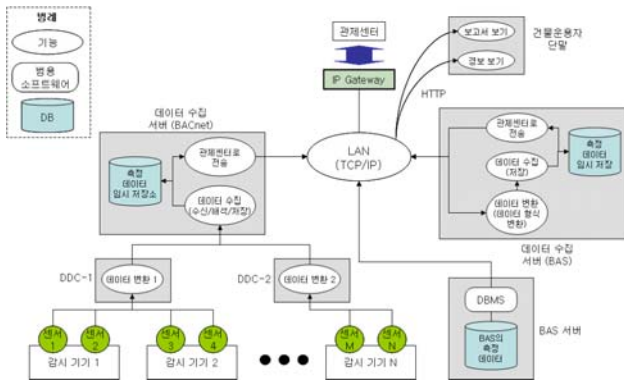 범례
기능
범용
소프트웨어
DB
관제센터
IP Gateway
HTTP
보고서 보기
경보 보기
건물운용자
단말
데이터 수집
서버 (BACnet)
측정
데이터
임시 저장소
관제센터로
전송
데이터 수집
(수신/해석/저장)
LAN
(TCP/IP)
관제센터로
전송
데이터 수집
(저장)
데이터 변환
(데이터 형식
변환)
측정
데이터
임시 저장
데이터 수집
서버 (BAS)
DDC-1
데이터 변환 1
DDC-2
데이터 변환 2
센서
1
센서
2
센서
3
센서
4
센서
M
센서
N
감시 기기 1
감시 기기 2
감시 기기 N
DBMS
BAS의
측정
데이터
BAS 서버